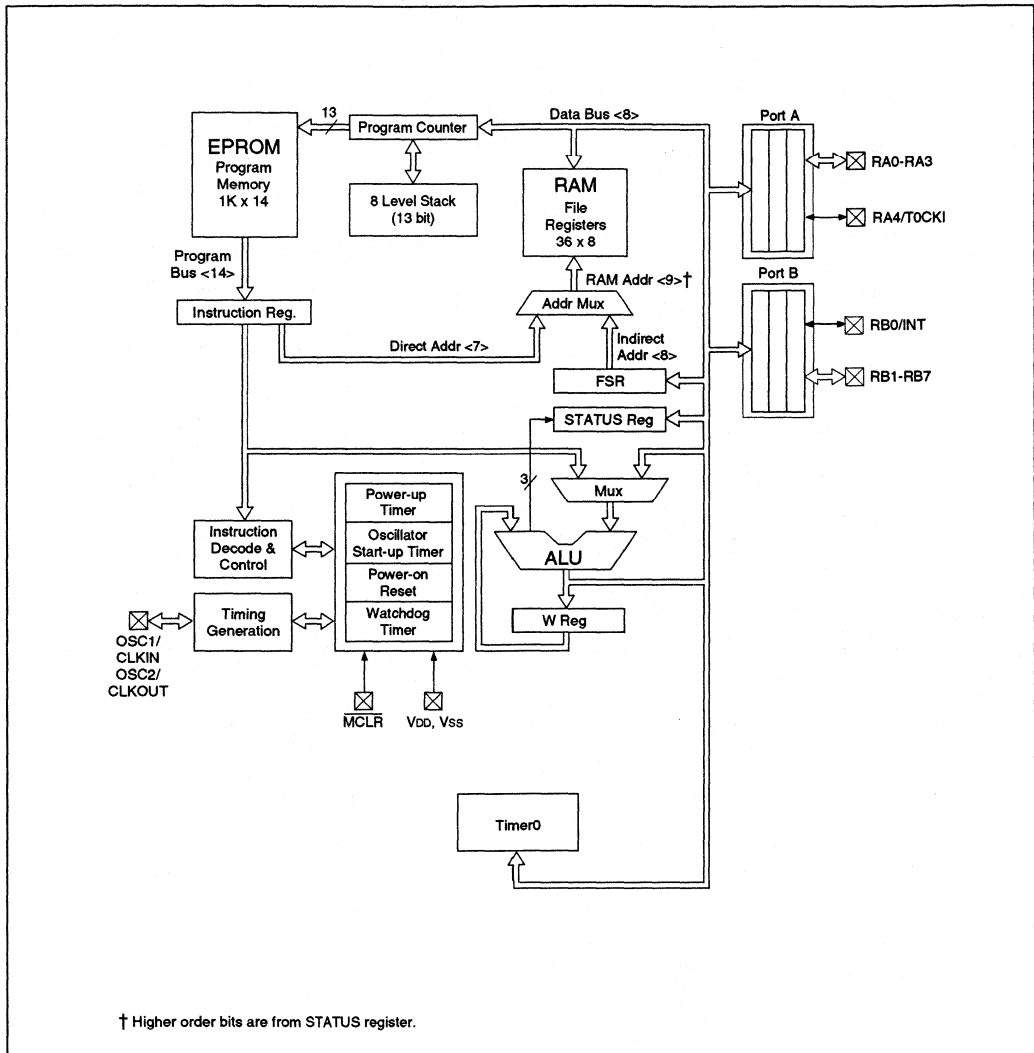 13
Program Counter
Data Bus <8>
Port A
EPROM
Program
Memory
1K x 14
8 Level Stack
(13 bit)
RAM
File
Registers
36 x 8
RA0-RA3
RA4/T0CKI
Program
Bus <14>
RAM Addr <9>†
Port B
Instruction Reg.
Addr Mux
RB0/INT
Direct Addr <7>
Indirect
Addr <8>
FSR
RB1-RB7
STATUS Reg
3
Mux
Power-up
Timer
Instruction
Decode &
Control
Oscillator
Start-up Timer
ALU
Power-on
Reset
Timing
Generation
Watchdog
Timer
W Reg
OSC1/
CLKIN
OSC2/
CLKOUT
MCLR
VDD, VSS
Timer0
† Higher order bits are from STATUS register.